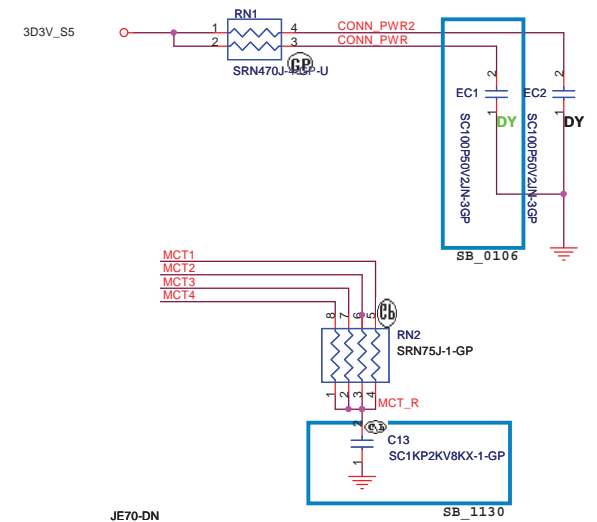 RN1
3D3V_S5
1
4
CONN_PWR2
2
3
CONN_PWR
GP
SRN470J-4-GP-U
2
2
EC1
EC2
1
DY
1
DY
SC100P50V2JN-3GP
SC100P50V2JN-3GP
SB_0106
MCT1
MCT2
MCT3
MCT4
8
7
6
5
RN2
SRN75J-1-GP
1
2
3
4
MCT_R
2
C13
SC1KP2KV8KX-1-GP
1
SB_1130
JE70-DN